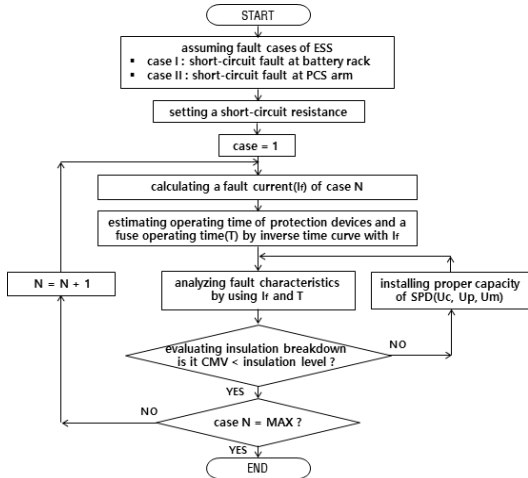 START
assuming fault cases of ESS
▪ case I : short-circuit fault at battery rack
▪ case II : short-circuit fault at PCS arm
setting a short-circuit resistance
case = 1
calculating a fault current(If) of case N
estimating operating time of protection devices and a
fuse operating time(T) by inverse time curve with If
analyzing fault characteristics
by using If and T
installing proper capacity
of SPD(Uc, Up, Um)
N = N + 1
evaluating insulation breakdown
is it CMV < insulation level ?
NO
YES
case N = MAX ?
NO
YES
END